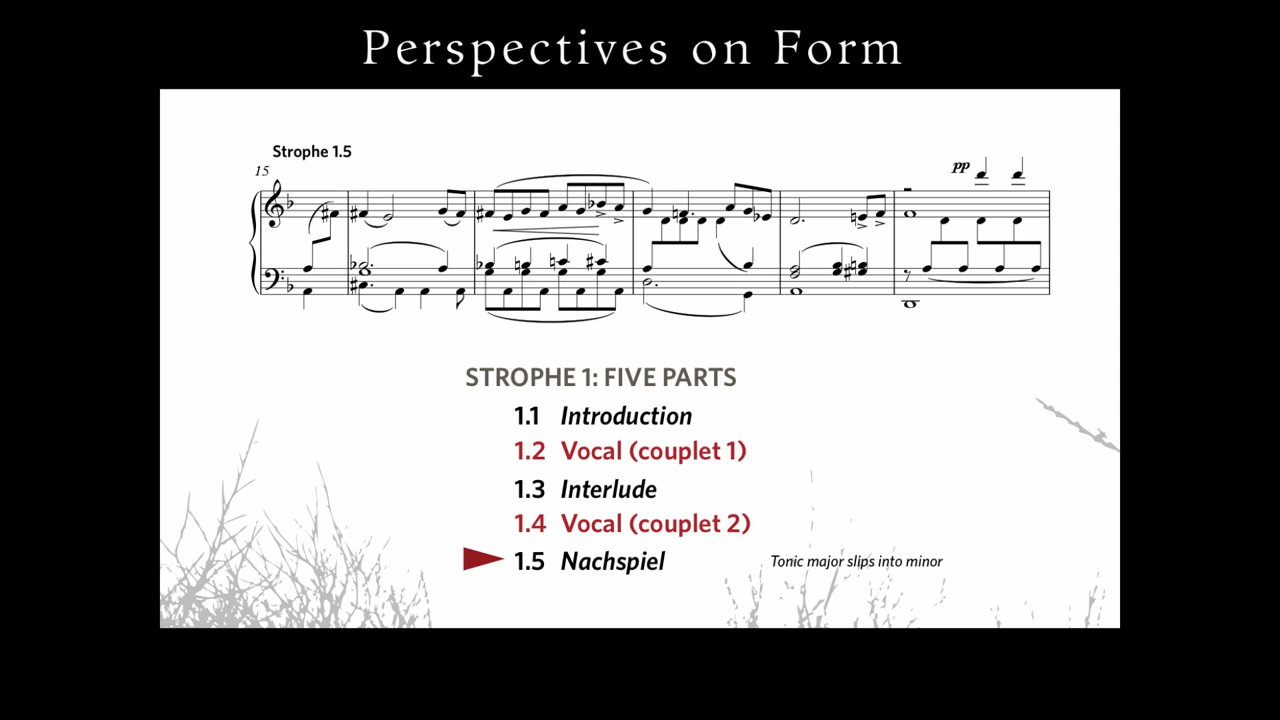 Perspectives on Form
Strophe 1.5
15
pp
STROPHE 1: FIVE PARTS
1.1 Introduction
1.2 Vocal (couplet 1)
1.3 Interlude
1.4 Vocal (couplet 2)
1.5 Nachspiel Tonic major slips into minor